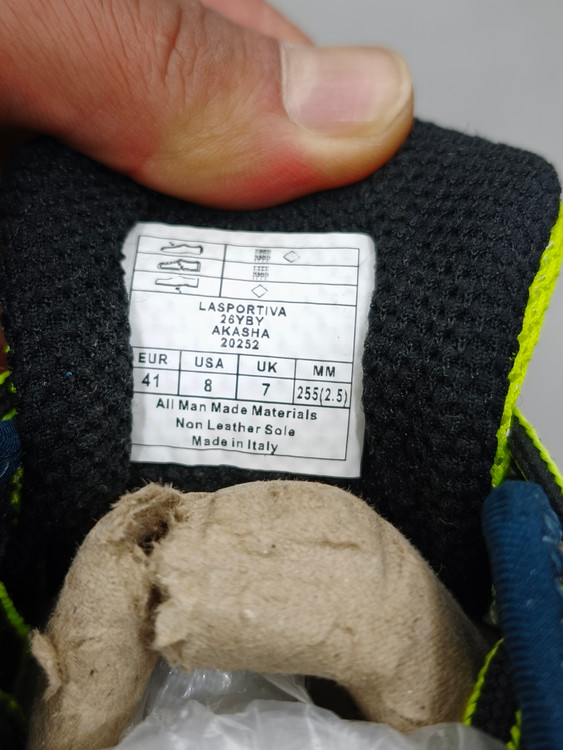 LASPORTIVA
26YBY
AKASHA
20252
EUR USA UK MM
41 8 7 255(2.5)
All Man Made Materials
Non Leather Sole
Made in Italy